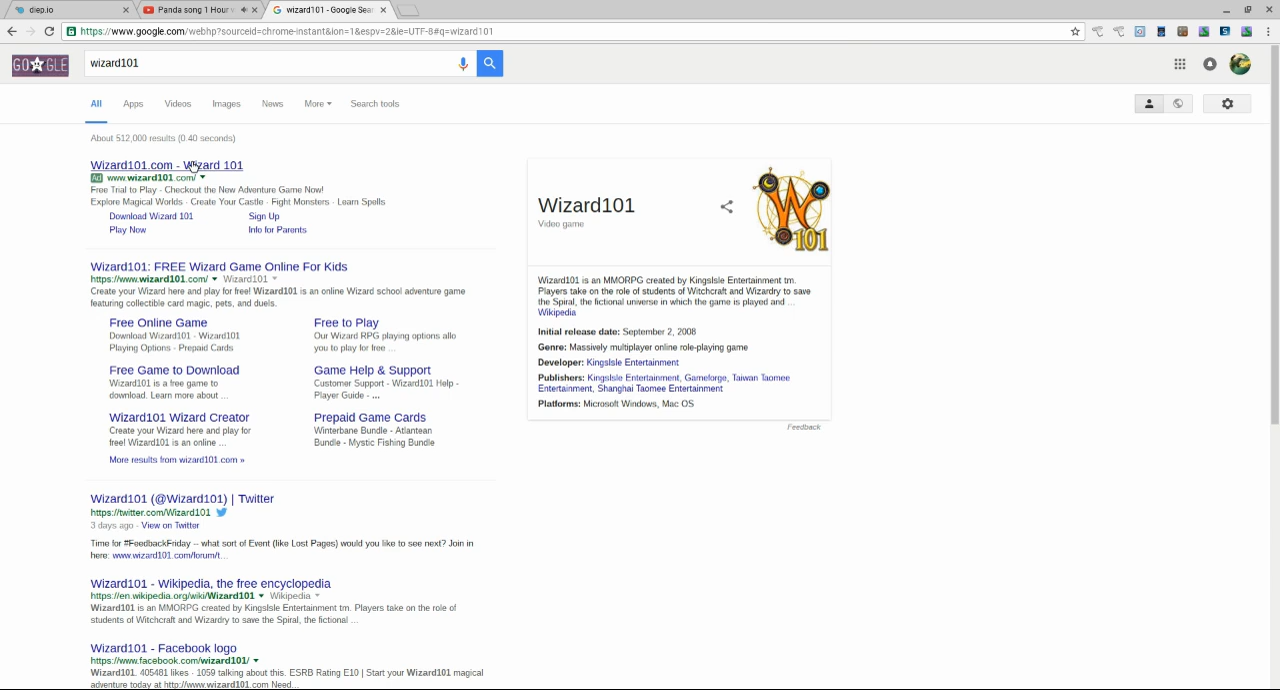 diep.io
Panda song 1 Hour v
wizard101 - Google Sear
https://www.google.com/webhp?sourceid=chrome-instant&ion=1&espv=2&ie=UTF-8#q=wizard101
GO★GLE
wizard101
All Apps Videos Images News More Search tools
About 512,000 results (0.40 seconds)
Wizard101.com - Wizard 101
Ad www.wizard101.com/
Free Trial to Play · Checkout the New Adventure Game Now!
Explore Magical Worlds · Create Your Castle · Fight Monsters · Learn Spells
Download Wizard 101 Sign Up
Play Now Info for Parents
Wizard101: FREE Wizard Game Online For Kids
https://www.wizard101.com/ Wizard101
Create your Wizard here and play for free! Wizard101 is an online Wizard school adventure game
featuring collectible card magic, pets, and duels.
Free Online Game
Download Wizard101 - Wizard101
Playing Options - Prepaid Cards
Free to Play
Our Wizard RPG playing options allo
you to play for free ...
Free Game to Download
Wizard101 is a free game to
download. Learn more about ...
Game Help & Support
Customer Support - Wizard101 Help -
Player Guide - ...
Wizard101 Wizard Creator
Create your Wizard here and play for
free! Wizard101 is an online ...
Prepaid Game Cards
Winterbane Bundle - Atlantean
Bundle - Mystic Fishing Bundle
More results from wizard101.com »
Wizard101 (@Wizard101) | Twitter
https://twitter.com/Wizard101
3 days ago - View on Twitter
Time for #FeedbackFriday -- what sort of Event (like Lost Pages) would you like to see next? Join in
here: www.wizard101.com/forum/t...
Wizard101 - Wikipedia, the free encyclopedia
https://en.wikipedia.org/wiki/Wizard101 Wikipedia
Wizard101 is an MMORPG created by KingsIsle Entertainment tm. Players take on the role of
students of Witchcraft and Wizardry to save the Spiral, the fictional ...
Wizard101 - Facebook logo
https://www.facebook.com/wizard101/
Wizard101. 405481 likes · 1059 talking about this. ESRB Rating E10 | Start your Wizard101 magical
adventure today at http://www.wizard101.com Need...
Wizard101
Video game
W
101
Wizard101 is an MMORPG created by KingsIsle Entertainment tm.
Players take on the role of students of Witchcraft and Wizardry to save
the Spiral, the fictional universe in which the game is played and ...
Wikipedia
Initial release date: September 2, 2008
Genre: Massively multiplayer online role-playing game
Developer: KingsIsle Entertainment
Publishers: KingsIsle Entertainment, Gameforge, Taiwan Taomee
Entertainment, Shanghai Taomee Entertainment
Platforms: Microsoft Windows, Mac OS
Feedback